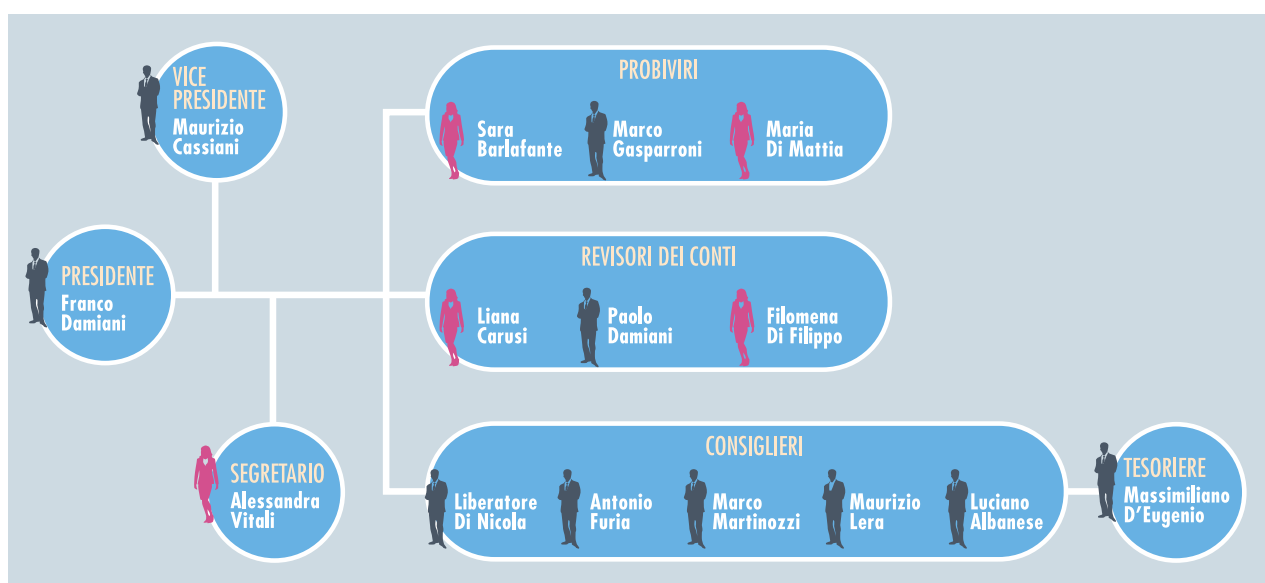 VICE
PRESIDENTE
Maurizio
Cassiani
PRESIDENTE
Franco
Damiani
SEGRETARIO
Alessandra
Vitali
PROBIVIRI
Sara
Barlafante
Marco
Gasparroni
Maria
Di Mattia
REVISORI DEI CONTI
Liana
Carusi
Paolo
Damiani
Filomena
Di Filippo
CONSIGLIERI
Liberatore
Di Nicola
Antonio
Furia
Marco
Martinozzi
Maurizio
Lera
Luciano
Albanese
TESORIERE
Massimiliano
D'Eugenio